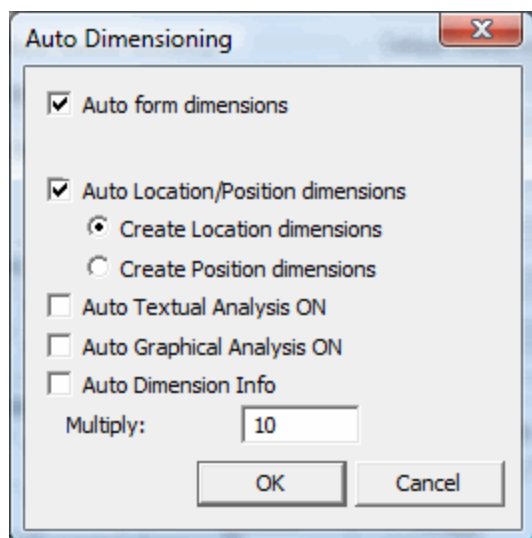 Auto Dimensioning
Auto form dimensions
Auto Location/Position dimensions
Create Location dimensions
Create Position dimensions
Auto Textual Analysis ON
Auto Graphical Analysis ON
Auto Dimension Info
Multiply: 10
OK Cancel